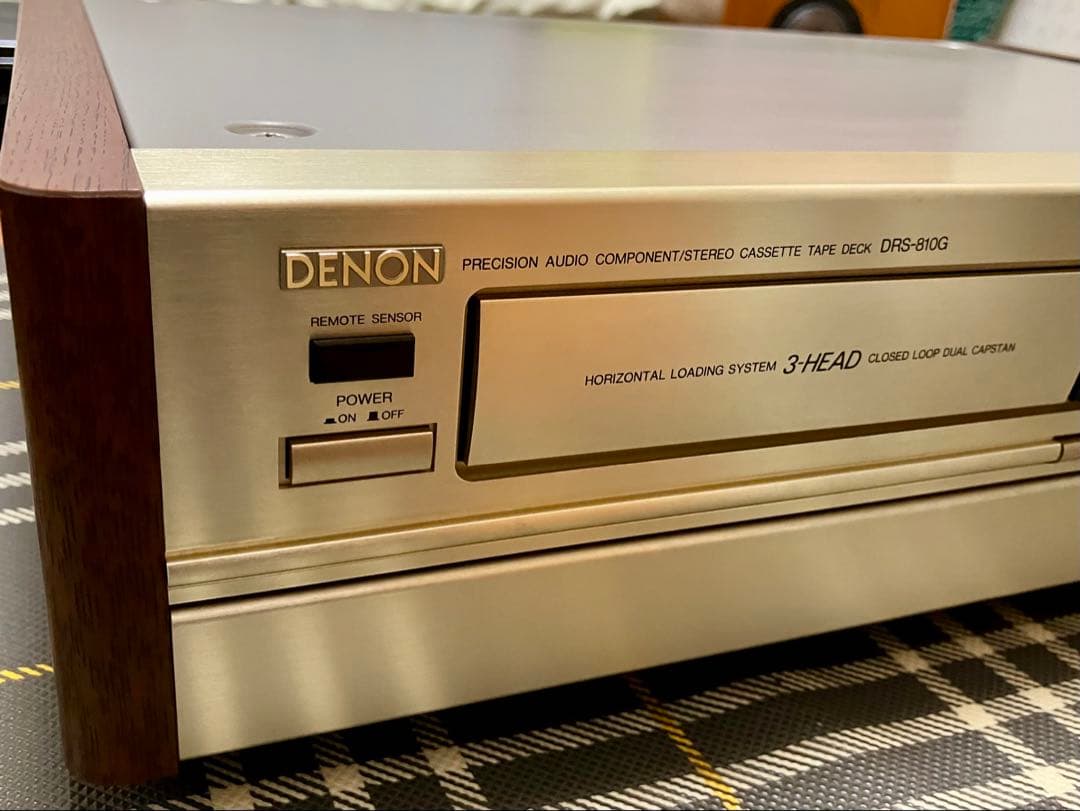 DENON
PRECISION AUDIO COMPONENT/STEREO CASSETTE TAPE DECK DRS-810G
REMOTE SENSOR
HORIZONTAL LOADING SYSTEM 3-HEAD CLOSED LOOP DUAL CAPSTAN
POWER
ON OFF